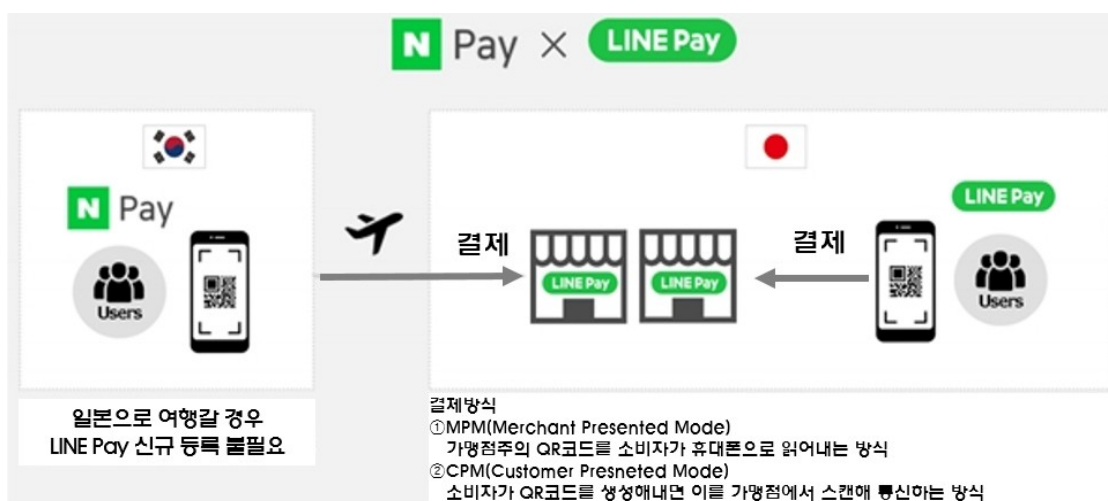 N Pay × LINE Pay
N Pay
LINE Pay
Users
결제
LINE Pay
LINE Pay
결제
Users
일본으로 여행갈 경우
LINE Pay 신규 등록 불필요
결제방식
①MPM(Merchant Presented Mode)
가맹점주의 QR코드를 소비자가 휴대폰으로 읽어내는 방식
②CPM(Customer Presneted Mode)
소비자가 QR코드를 생성해내면 이를 가맹점에서 스캔해 통신하는 방식